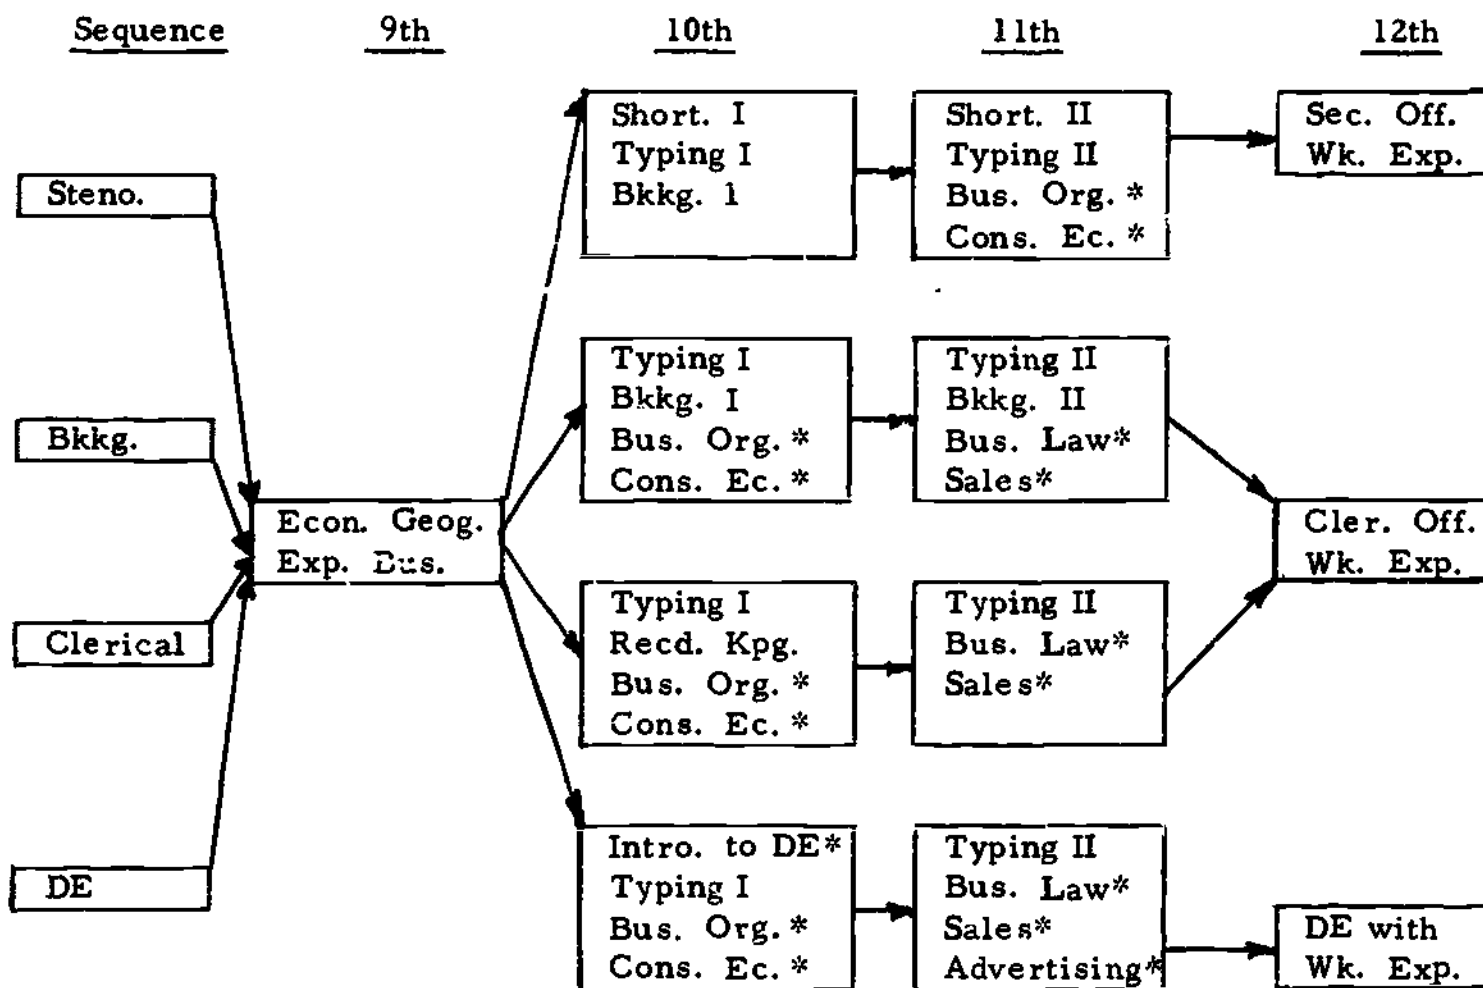 Sequence 9th 10th 11th 12th
Steno.
Bkkg.
Clerical
DE
Econ. Geog.
Exp. Bus.
Short. I
Typing I
Bkkg. 1
Typing I
Bkkg. I
Bus. Org. *
Cons. Ec. *
Typing I
Recd. Kpg.
Bus. Org. *
Cons. Ec. *
Intro. to DE*
Typing I
Bus. Org. *
Cons. Ec. *
Short. II
Typing II
Bus. Org. *
Cons. Ec. *
Typing II
Bkkg. II
Bus. Law*
Sales*
Typing II
Bus. Law*
Sales*
Typing II
Bus. Law*
Sales*
Advertising*
Sec. Off.
Wk. Exp.
Cler. Off.
Wk. Exp.
DE with
Wk. Exp.